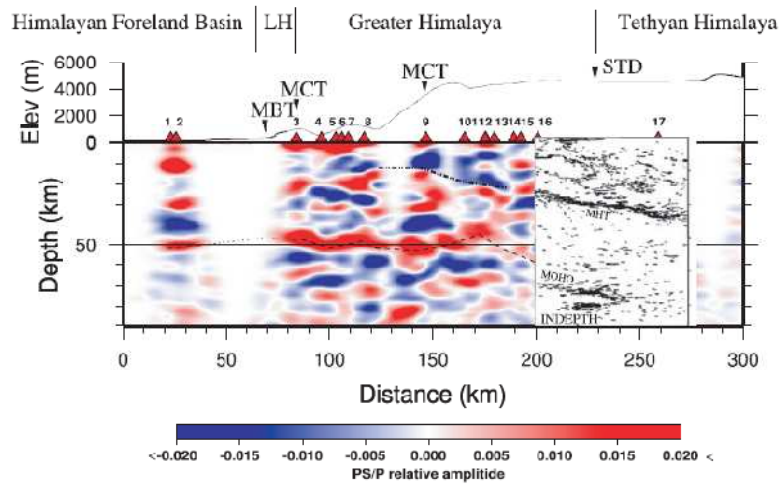 Himalayan Foreland Basin LH Greater Himalaya Tethyan Himalaya
6000
4000
2000
0
Elev (m)
MBT
MCT
MCT
STD
1 2 3 4 5 6 7 8 9 10 11 12 13 14 15 16 17
50
Depth (km)
MHT
MOHO
INDEPTH
0 50 100 150 200 250 300
Distance (km)
<-0.020 -0.015 -0.010 -0.005 0.000 0.005 0.010 0.015 0.020 <
PS/P relative amplitide